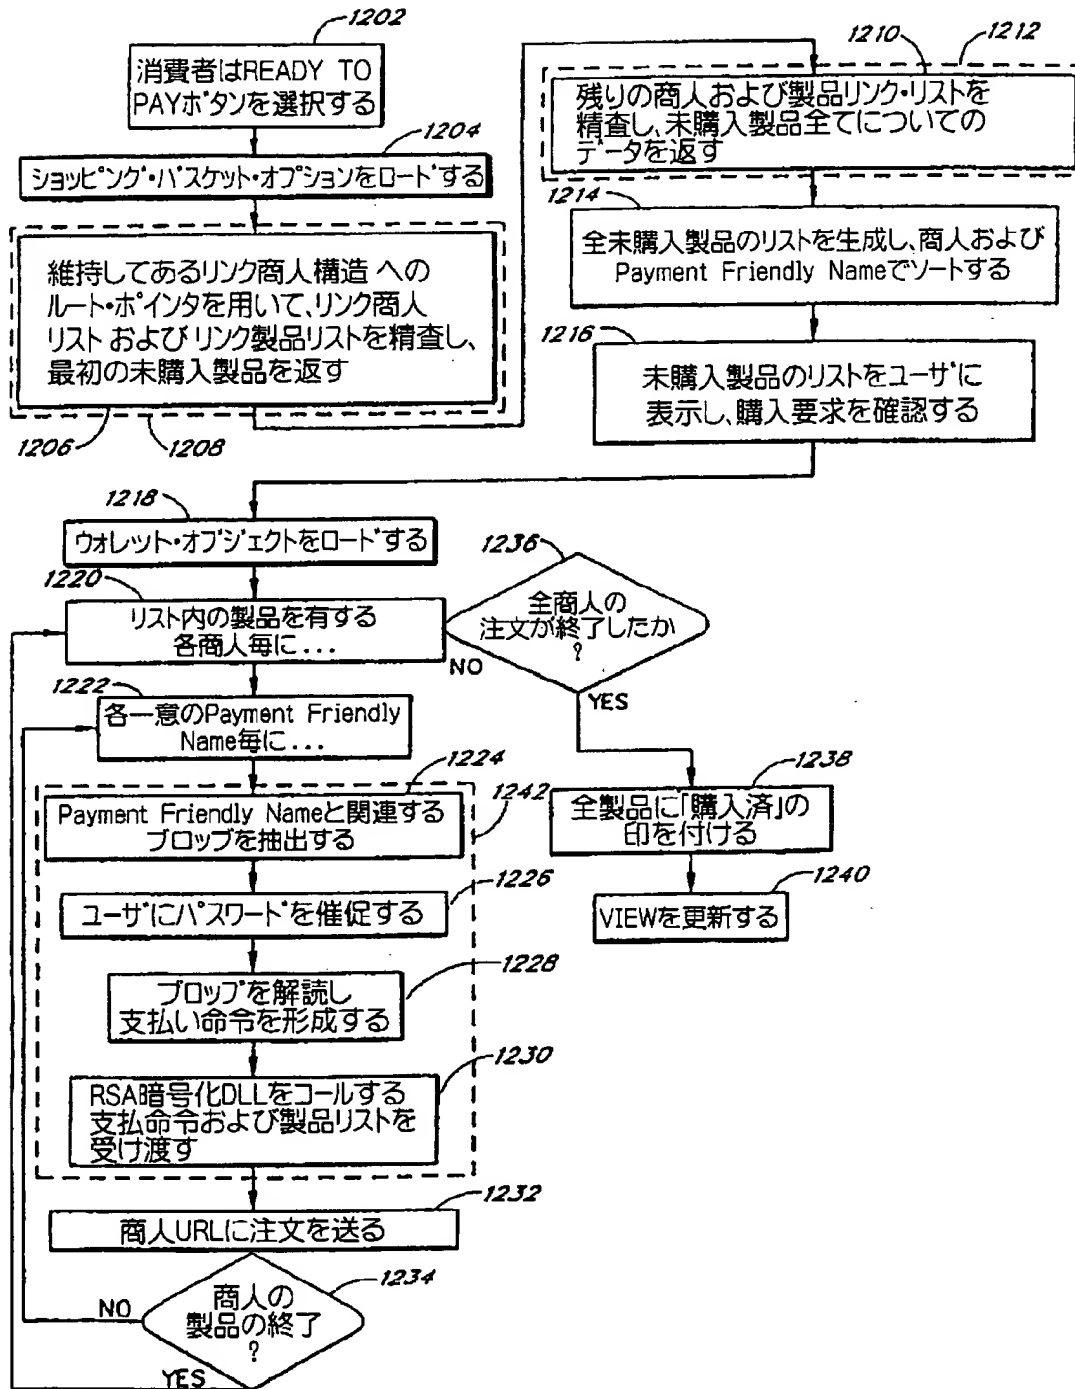 1202
消費者はREADY TO
PAYボタンを選択する
1204
ショッピング・バスケット・オプションをロードする
維持してあるリンク商人構造 への
ルート・ポインタを用いて、リンク商人
リスト および リンク製品リストを精査し、
最初の未購入製品を返す
1206
1208
1210
1212
残りの商人および製品リンク・リストを
精査し、未購入製品全てについての
データを返す
1214
全未購入製品のリストを生成し、商人および
Payment Friendly Nameでソートする
1216
未購入製品のリストをユーザに
表示し、購入要求を確認する
1218
ウォレット・オブジェクトをロードする
1220
リスト内の製品を有する
各商人毎に...
1236
全商人の
注文が終了したか
?
NO
YES
1222
各一意のPayment Friendly
Name毎に...
1224
1242
Payment Friendly Nameと関連する
ブロッブを抽出する
1226
ユーザにパスワードを催促する
1228
ブロッブを解読し
支払い命令を形成する
1230
RSA暗号化DLLをコールする
支払命令および製品リストを
受け渡す
1232
商人URLに注文を送る
1234
商人の
製品の終了
?
NO
YES
1238
全製品に「購入済」の
印を付ける
1240
VIEWを更新する